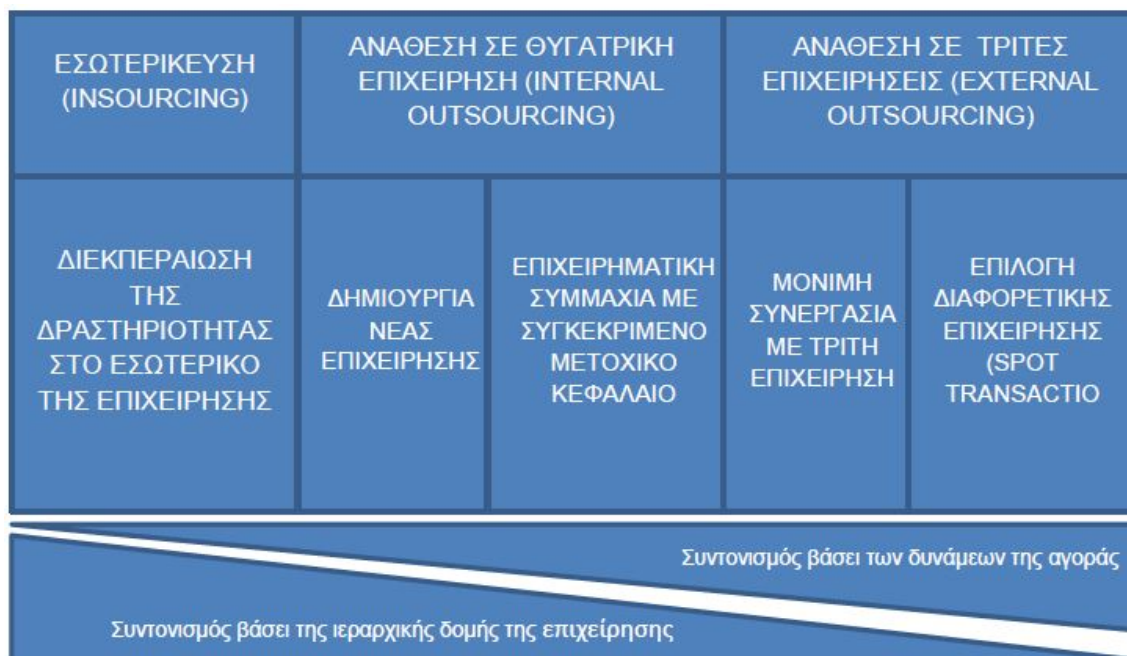 ΕΣΩΤΕΡΙΚΕΥΣΗ
(INSOURCING)
ΑΝΑΘΕΣΗ ΣΕ ΘΥΓΑΤΡΙΚΗ
ΕΠΙΧΕΙΡΗΣΗ (INTERNAL
OUTSOURCING)
ΑΝΑΘΕΣΗ ΣΕ ΤΡΙΤΕΣ
ΕΠΙΧΕΙΡΗΣΕΙΣ (EXTERNAL
OUTSOURCING)
ΔΙΕΚΠΕΡΑΙΩΣΗ
ΤΗΣ
ΔΡΑΣΤΗΡΙΟΤΗΤΑΣ
ΣΤΟ ΕΣΩΤΕΡΙΚΟ
ΤΗΣ ΕΠΙΧΕΙΡΗΣΗΣ
ΔΗΜΙΟΥΡΓΙΑ
ΝΕΑΣ
ΕΠΙΧΕΙΡΗΣΗΣ
ΕΠΙΧΕΙΡΗΜΑΤΙΚΗ
ΣΥΜΜΑΧΙΑ ΜΕ
ΣΥΓΚΕΚΡΙΜΕΝΟ
ΜΕΤΟΧΙΚΟ
ΚΕΦΑΛΑΙΟ
ΜΟΝΙΜΗ
ΣΥΝΕΡΓΑΣΙΑ
ΜΕ ΤΡΙΤΗ
ΕΠΙΧΕΙΡΗΣΗ
ΕΠΙΛΟΓΗ
ΔΙΑΦΟΡΕΤΙΚΗΣ
ΕΠΙΧΕΙΡΗΣΗΣ
(SPOT
TRANSACTIO
Συντονισμός βάσει των δυνάμεων της αγοράς
Συντονισμός βάσει της ιεραρχικής δομής της επιχείρησης